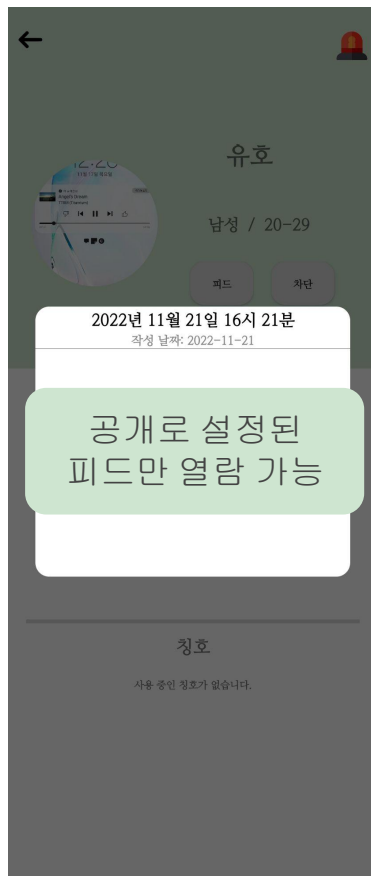 12:20
유호
남성 / 20-29
피드
차단
2022년 11월 21일 16시 21분
작성 날짜: 2022-11-21
공개로 설정된
피드만 열람 가능
칭호
사용 중인 칭호가 없습니다.